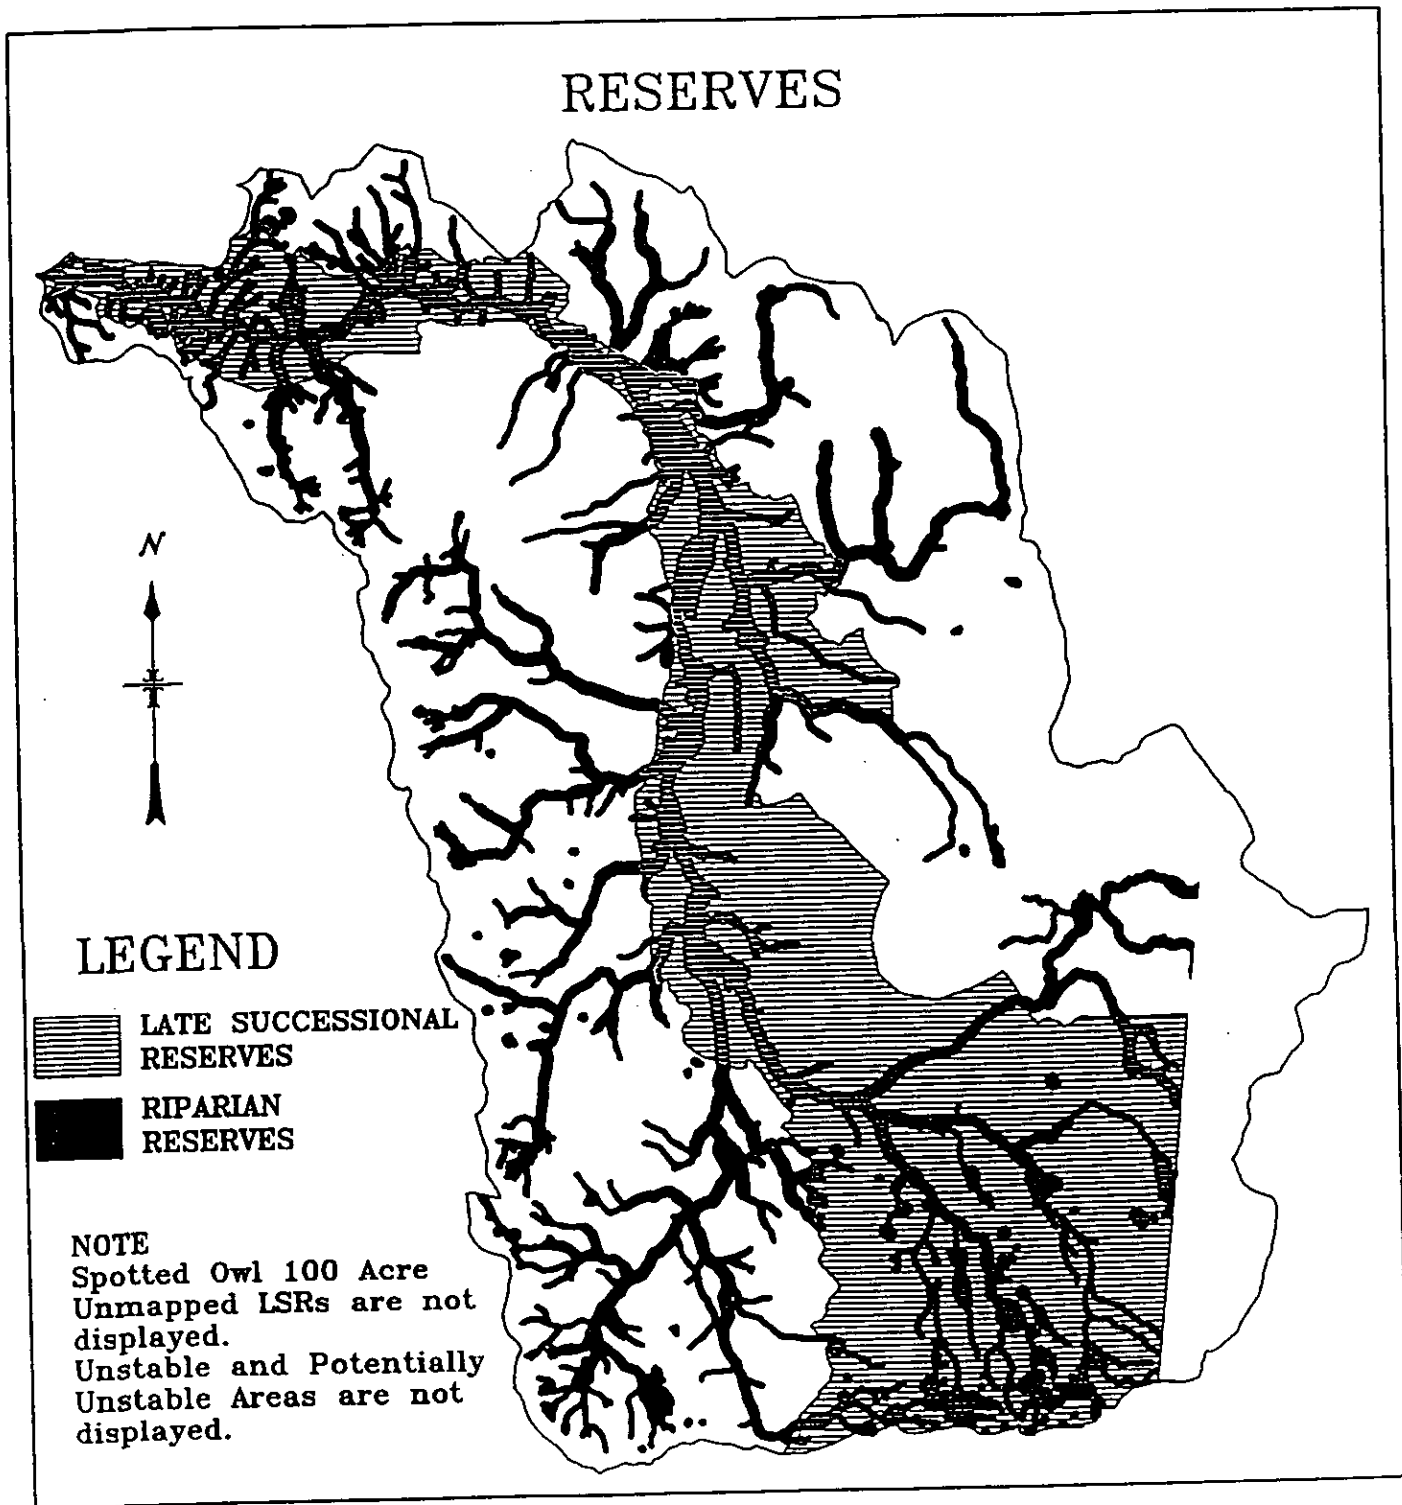 RESERVES
N
LEGEND
LATE SUCCESSIONAL
RESERVES
RIPARIAN
RESERVES
NOTE
Spotted Owl 100 Acre
Unmapped LSRs are not
displayed.
Unstable and Potentially
Unstable Areas are not
displayed.